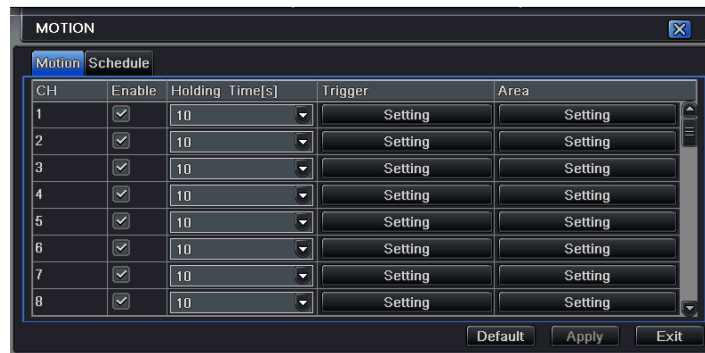 MOTION
Motion Schedule
CH Enable Holding Time[s] Trigger Area
1 10 Setting Setting
2 10 Setting Setting
3 10 Setting Setting
4 10 Setting Setting
5 10 Setting Setting
6 10 Setting Setting
7 10 Setting Setting
8 10 Setting Setting
Default Apply Exit